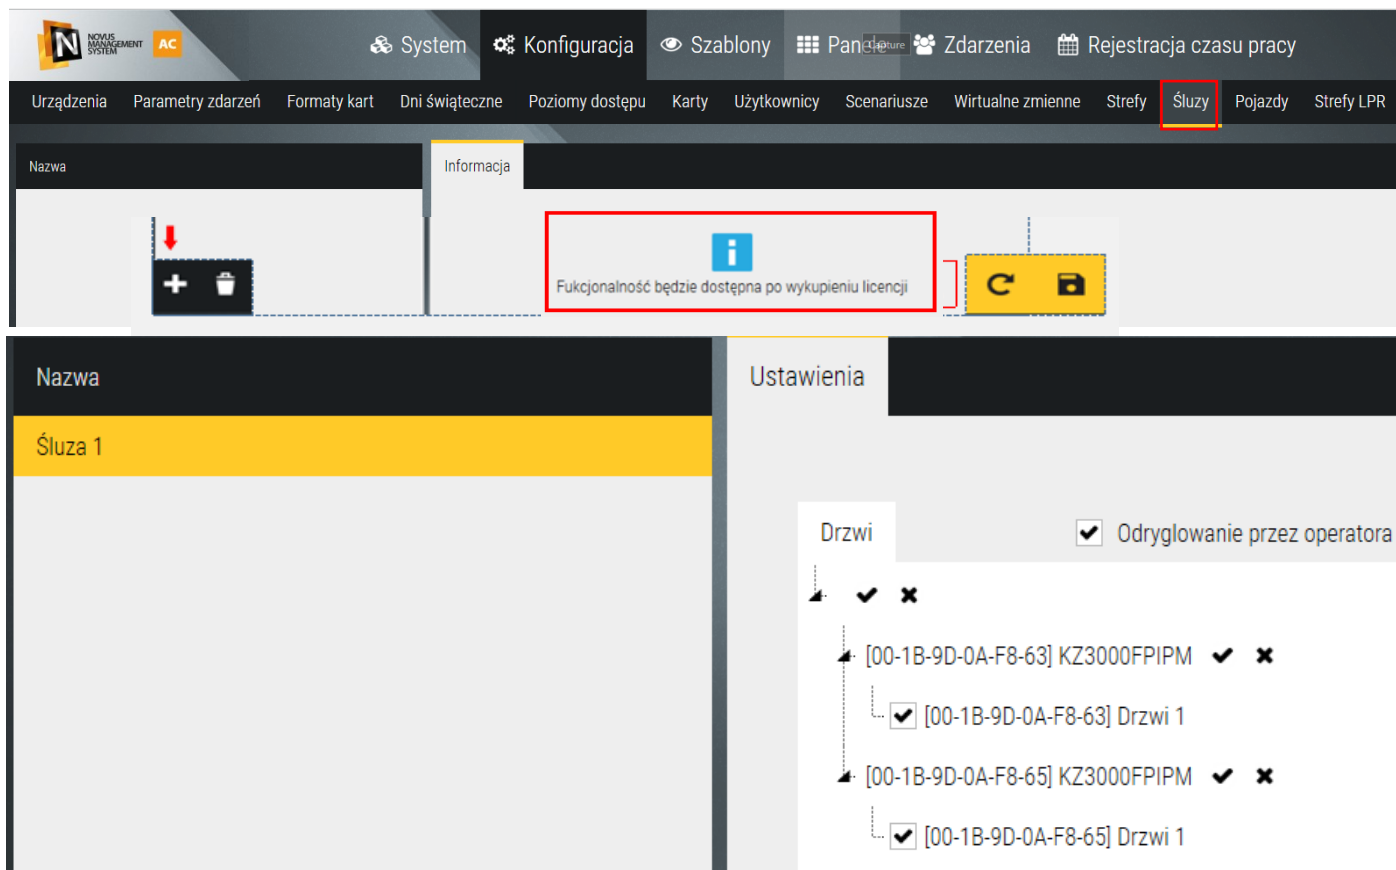 NOVUS
MANAGEMENT
SYSTEM
AC
System Konfiguracja Szablony Panele Capture Zdarzenia Rejestracja czasu pracy
Urządzenia Parametry zdarzeń Formaty kart Dni świąteczne Poziomy dostępu Karty Użytkownicy Scenariusze Wirtualne zmienne Strefy Śluzy Pojazdy Strefy LPR
Nazwa Informacja
Fukcjonalność będzie dostępna po wykupieniu licencji
Nazwa Ustawienia
Śluza 1
Drzwi Odryglowanie przez operatora
[00-1B-9D-0A-F8-63] KZ3000FPIPM
[00-1B-9D-0A-F8-63] Drzwi 1
[00-1B-9D-0A-F8-65] KZ3000FPIPM
[00-1B-9D-0A-F8-65] Drzwi 1